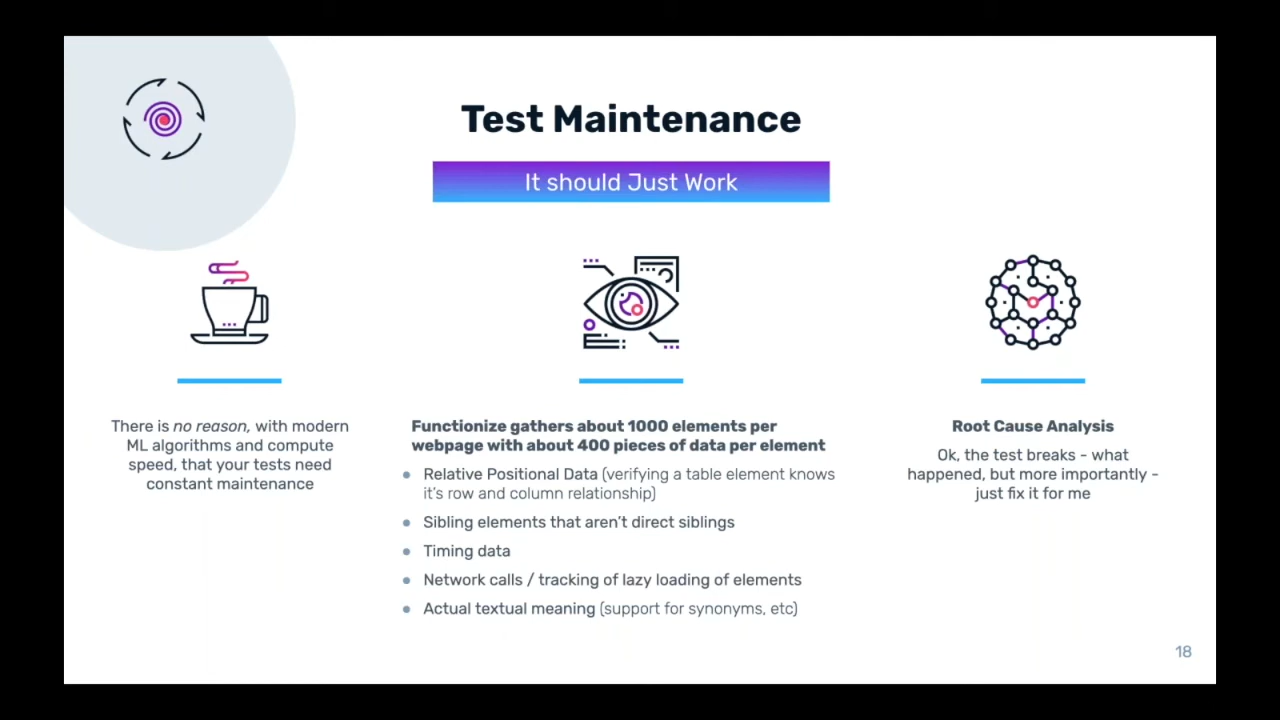 Test Maintenance
It should Just Work
There is no reason, with modern
ML algorithms and compute
speed, that your tests need
constant maintenance
Functionize gathers about 1000 elements per
webpage with about 400 pieces of data per element
• Relative Positional Data (verifying a table element knows
it's row and column relationship)
• Sibling elements that aren't direct siblings
• Timing data
• Network calls / tracking of lazy loading of elements
• Actual textual meaning (support for synonyms, etc)
Root Cause Analysis
Ok, the test breaks - what
happened, but more importantly -
just fix it for me
18